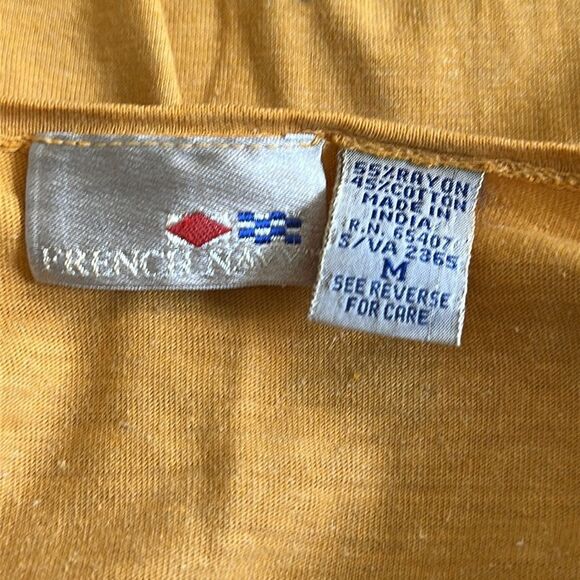 FRENCH NAVY
55%RAYON
45%COTTON
MADE IN
INDIA.
R.N. 65407
S/VA 2365
M
SEE REVERSE
FOR CARE